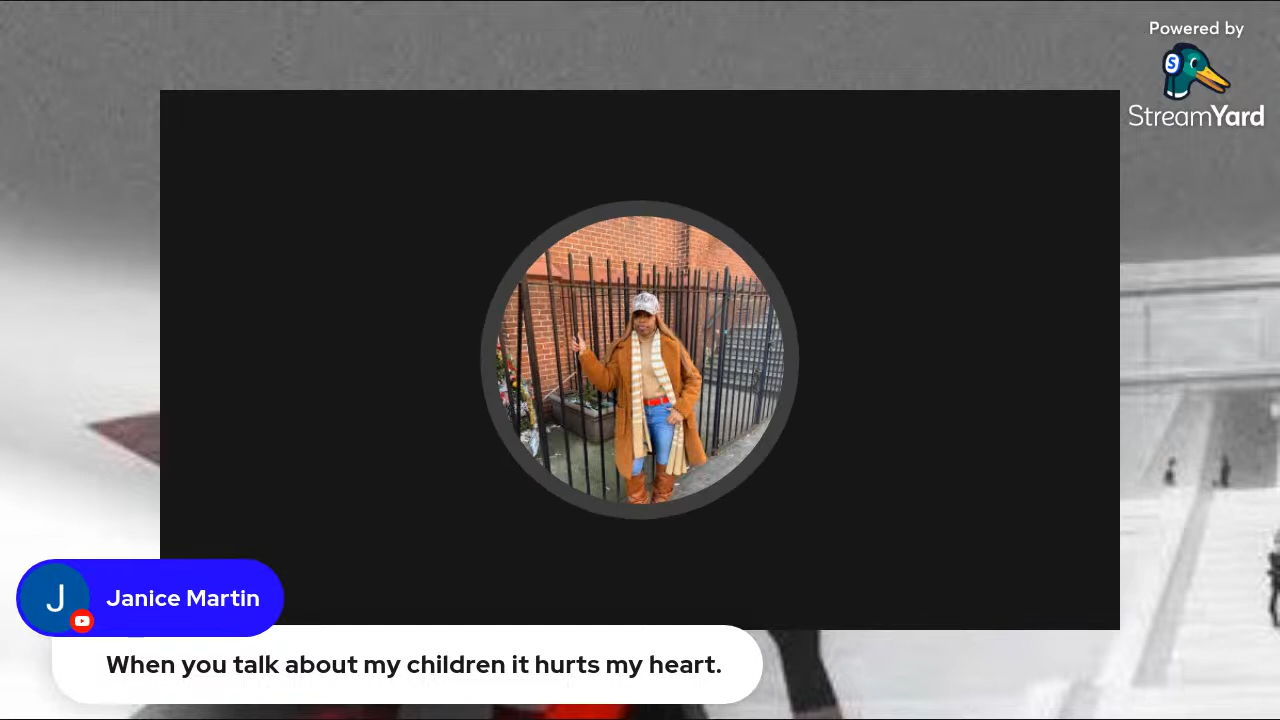 Powered by
StreamYard
J
Janice Martin
When you talk about my children it hurts my heart.